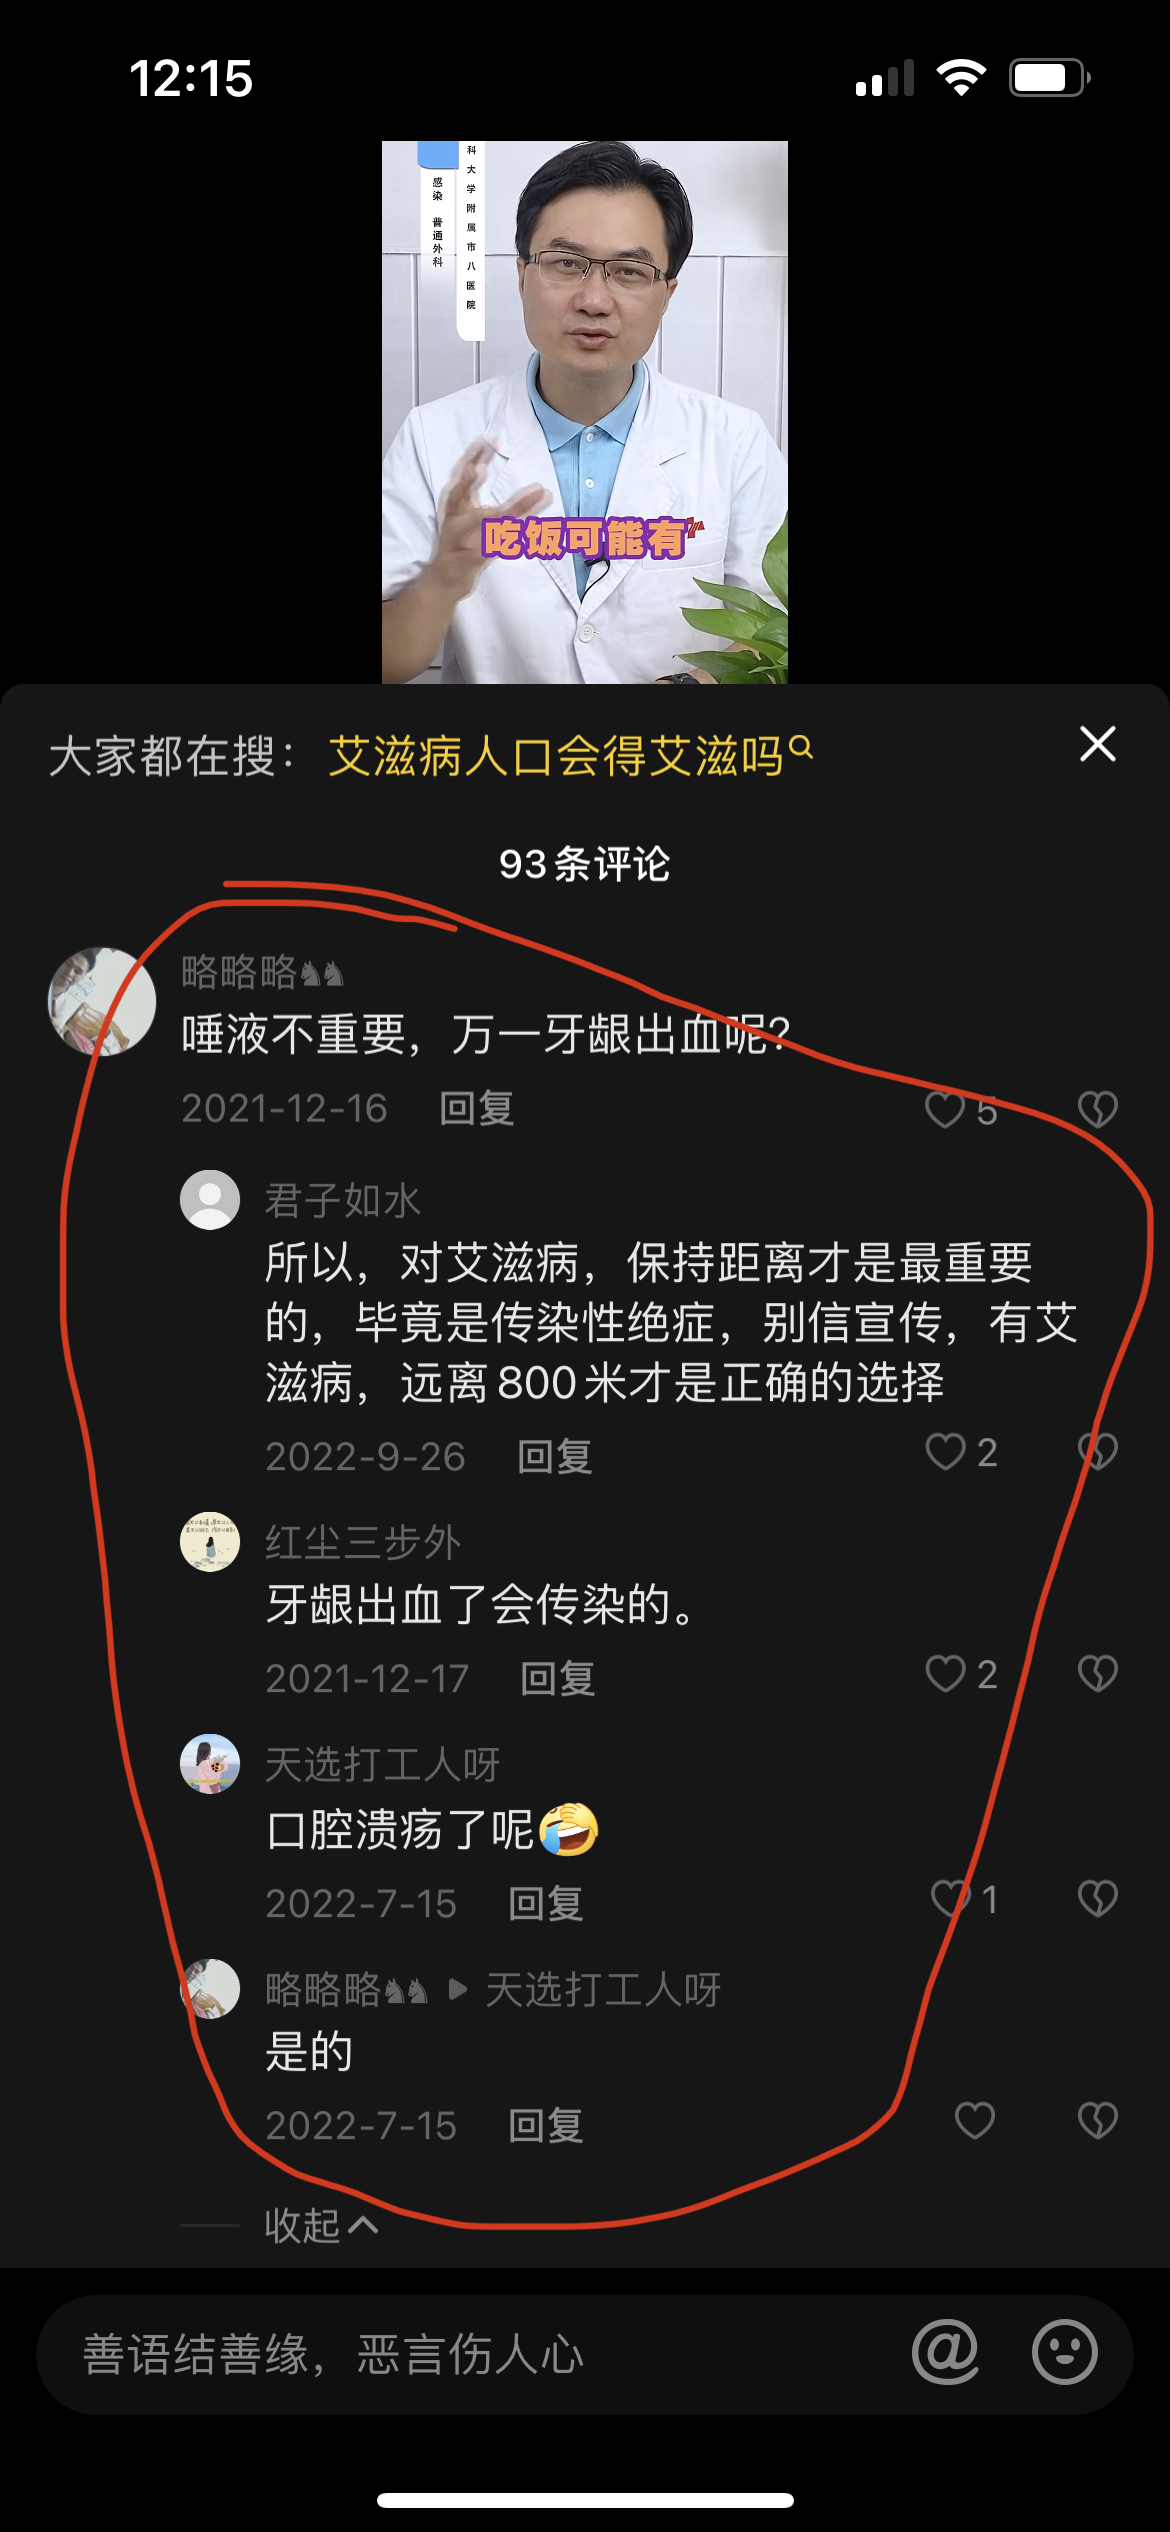 12:15
科大学附属市八医院
感染 普通外科
吃饭可能有
大家都在搜：艾滋病人口会得艾滋吗
93条评论
略略略♞♞
唾液不重要，万一牙龈出血呢?
2021-12-16 回复 5
君子如水
所以，对艾滋病，保持距离才是最重要
的，毕竟是传染性绝症，别信宣传，有艾
滋病，远离800米才是正确的选择
2022-9-26 回复 2
红尘三步外
牙龈出血了会传染的。
2021-12-17 回复 2
天选打工人呀
口腔溃疡了呢🤣
2022-7-15 回复 1
略略略♞♞ ▶ 天选打工人呀
是的
2022-7-15 回复
收起
善语结善缘，恶言伤人心 @